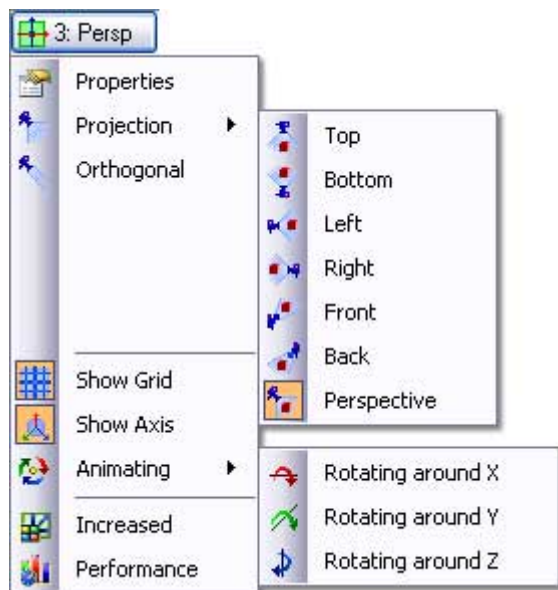 3: Persp
Properties
Projection
Orthogonal
Show Grid
Show Axis
Animating
Increased
Performance
Top
Bottom
Left
Right
Front
Back
Perspective
Rotating around X
Rotating around Y
Rotating around Z